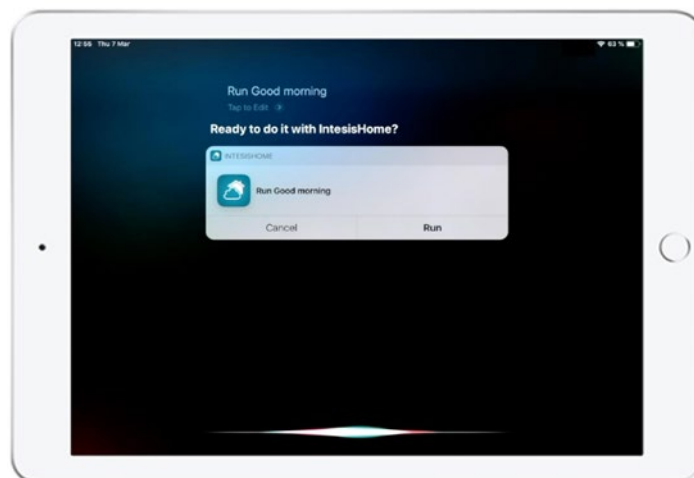 12:55 Thu 7 Mar
63 %
Run Good morning
Tap to Edit
Ready to do it with IntesisHome?
INTESISHOME
Run Good morning
Cancel Run